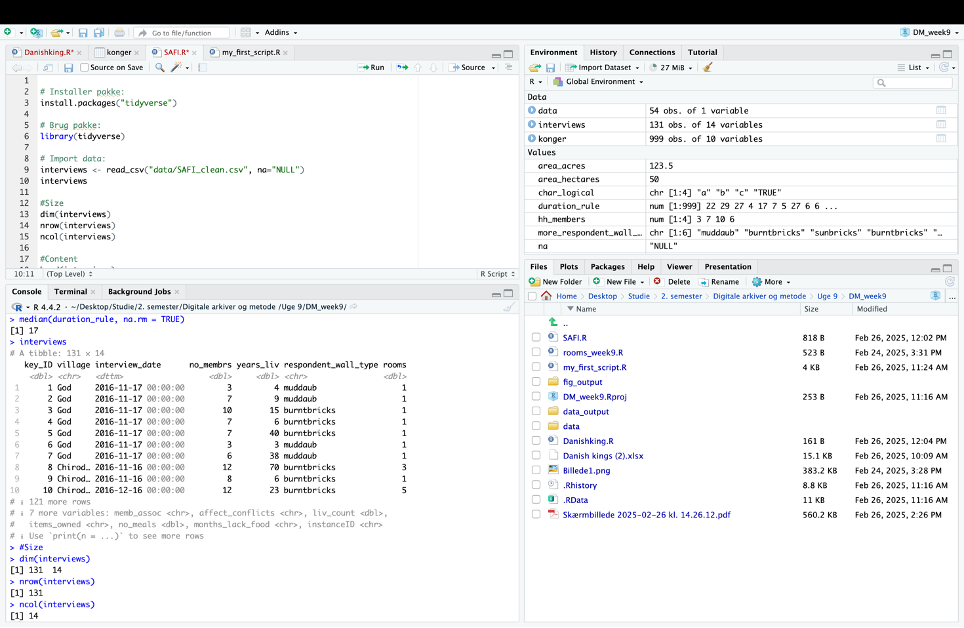 Go to file/function
Addins
DM_week9
Danishking.R*
konger
SAFI.R*
my_first_script.R
Source on Save
Run
Source
1
2 # Installer pakke:
3 install.packages("tidyverse")
4
5 # Brug pakke:
6 library(tidyverse)
7
8 # Import data:
9 interviews <- read_csv("data/SAFI_clean.csv", na="NULL")
10 interviews
11
12 #Size
13 dim(interviews)
14 nrow(interviews)
15 ncol(interviews)
16
17 #Content
10:11 (Top Level)
R Script
Console Terminal Background Jobs
R 4.4.2 · ~/Desktop/Studie/2. semester/Digitale arkiver og metode/Uge 9/DM_week9/
> median(duration_rule, na.rm = TRUE)
[1] 17
> interviews
# A tibble: 131 × 14
key_ID village interview_date no_membrs years_liv respondent_wall_type rooms
<dbl> <chr> <dttm> <dbl> <dbl> <chr> <dbl>
1 1 God 2016-11-17 00:00:00 3 4 muddaub 1
2 2 God 2016-11-17 00:00:00 7 9 muddaub 1
3 3 God 2016-11-17 00:00:00 10 15 burntbricks 1
4 4 God 2016-11-17 00:00:00 7 6 burntbricks 1
5 5 God 2016-11-17 00:00:00 7 40 burntbricks 1
6 6 God 2016-11-17 00:00:00 3 3 muddaub 1
7 7 God 2016-11-17 00:00:00 6 38 muddaub 1
8 8 Chirod… 2016-11-16 00:00:00 12 70 burntbricks 3
9 9 Chirod… 2016-11-16 00:00:00 8 6 burntbricks 1
10 10 Chirod… 2016-12-16 00:00:00 12 23 burntbricks 5
# ℹ 121 more rows
# ℹ 7 more variables: memb_assoc <chr>, affect_conflicts <chr>, liv_count <dbl>,
# items_owned <chr>, no_meals <dbl>, months_lack_food <chr>, instanceID <chr>
# ℹ Use `print(n = ...)` to see more rows
> #Size
> dim(interviews)
[1] 131 14
> nrow(interviews)
[1] 131
> ncol(interviews)
[1] 14
Environment History Connections Tutorial
Import Dataset
27 MiB
List
R
Global Environment
Data
data 54 obs. of 1 variable
interviews 131 obs. of 14 variables
konger 999 obs. of 10 variables
Values
area_acres 123.5
area_hectares 50
char_logical chr [1:4] "a" "b" "c" "TRUE"
duration_rule num [1:999] 22 29 27 4 17 7 5 27 6 6 ...
hh_members num [1:4] 3 7 10 6
more_respondent_wall_… chr [1:6] "muddaub" "burntbricks" "sunbricks" "burntbricks" "…
na "NULL"
Files Plots Packages Help Viewer Presentation
New Folder New File Delete Rename More
Home Desktop Studie 2. semester Digitale arkiver og metode Uge 9 DM_week9
...
Name Size Modified
..
SAFI.R 818 B Feb 26, 2025, 12:02 PM
rooms_week9.R 523 B Feb 24, 2025, 3:31 PM
my_first_script.R 4 KB Feb 26, 2025, 11:24 AM
fig_output
DM_week9.Rproj 253 B Feb 26, 2025, 11:16 AM
data_output
data
Danishking.R 161 B Feb 26, 2025, 12:04 PM
Danish kings (2).xlsx 15.1 KB Feb 26, 2025, 10:09 AM
Billede1.png 383.2 KB Feb 24, 2025, 3:28 PM
.Rhistory 8.8 KB Feb 26, 2025, 11:16 AM
.RData 11 KB Feb 26, 2025, 11:16 AM
Skærmbillede 2025-02-26 kl. 14.26.12.pdf 560.2 KB Feb 26, 2025, 2:26 PM